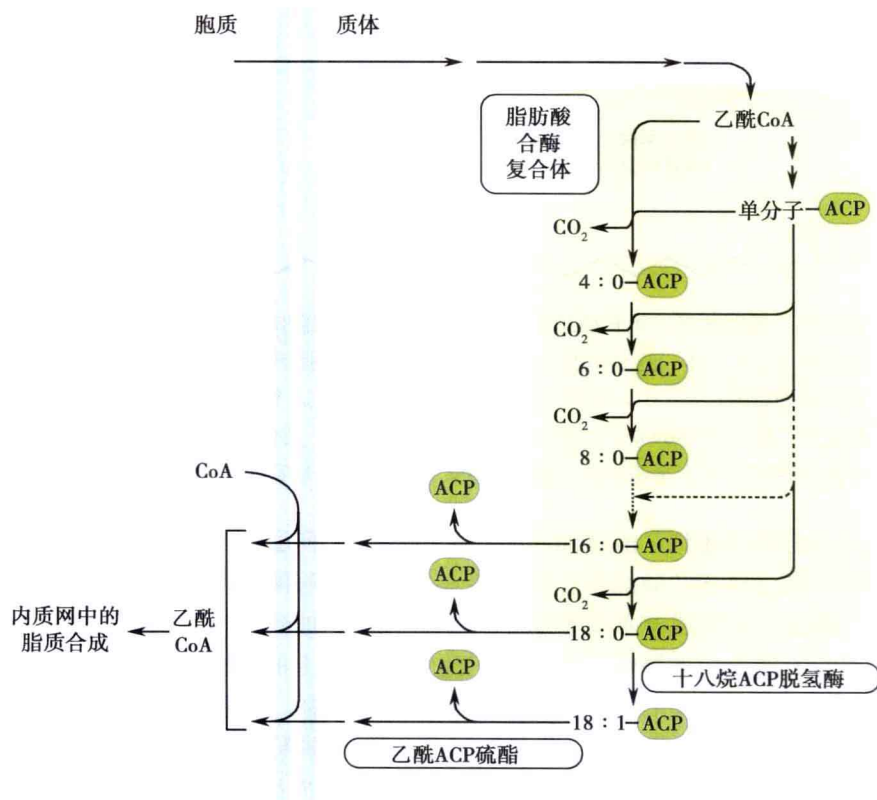 胞质
质体
脂肪酸
合酶
复合体
乙酰CoA
单分子 ACP
CO₂
4:0 ACP
CO₂
6:0 ACP
CO₂
8:0 ACP
CoA
ACP
16:0 ACP
ACP
CO₂
内质网中的
脂质合成
乙酰
CoA
18:0 ACP
ACP
十八烷ACP脱氢酶
18:1 ACP
乙酰ACP硫酯